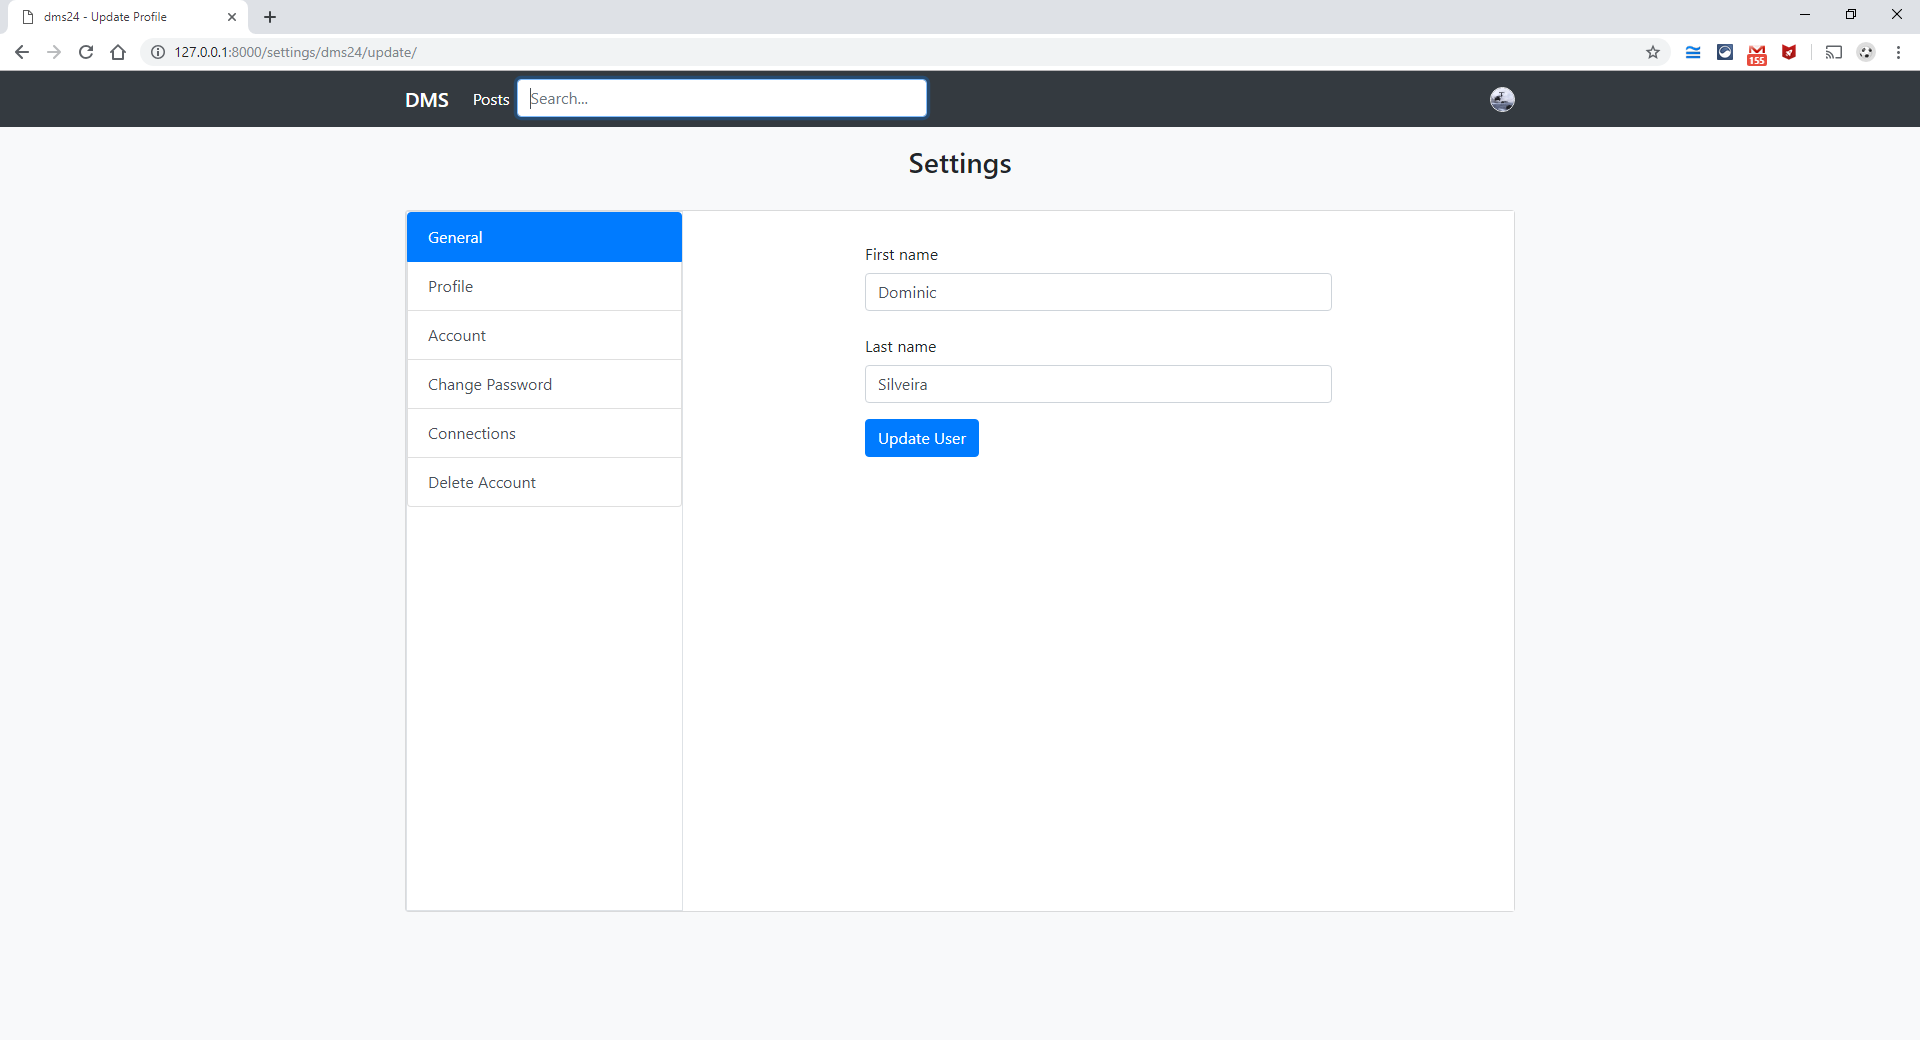 dms24 - Update Profile
127.0.0.1:8000/settings/dms24/update/
155
DMS Posts Search...
Settings
General
Profile
Account
Change Password
Connections
Delete Account
First name
Dominic
Last name
Silveira
Update User